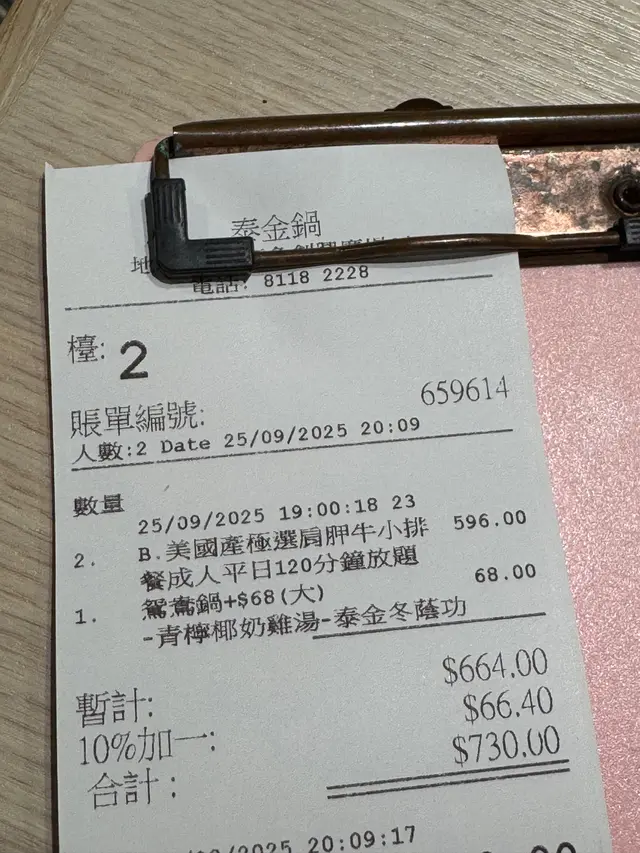 泰金鍋
地
電話: 8118 2228
檯: 2
賬單編號: 659614
人數:2 Date 25/09/2025 20:09
數量
25/09/2025 19:00:18 23
2. B.美國產極選肩胛牛小排 596.00
餐成人平日120分鐘放題
1. 鴛鴦鍋+$68(大) 68.00
-青檸椰奶雞湯-泰金冬蔭功
暫計: $664.00
10%加一: $66.40
合計: $730.00
/2025 20:09:17